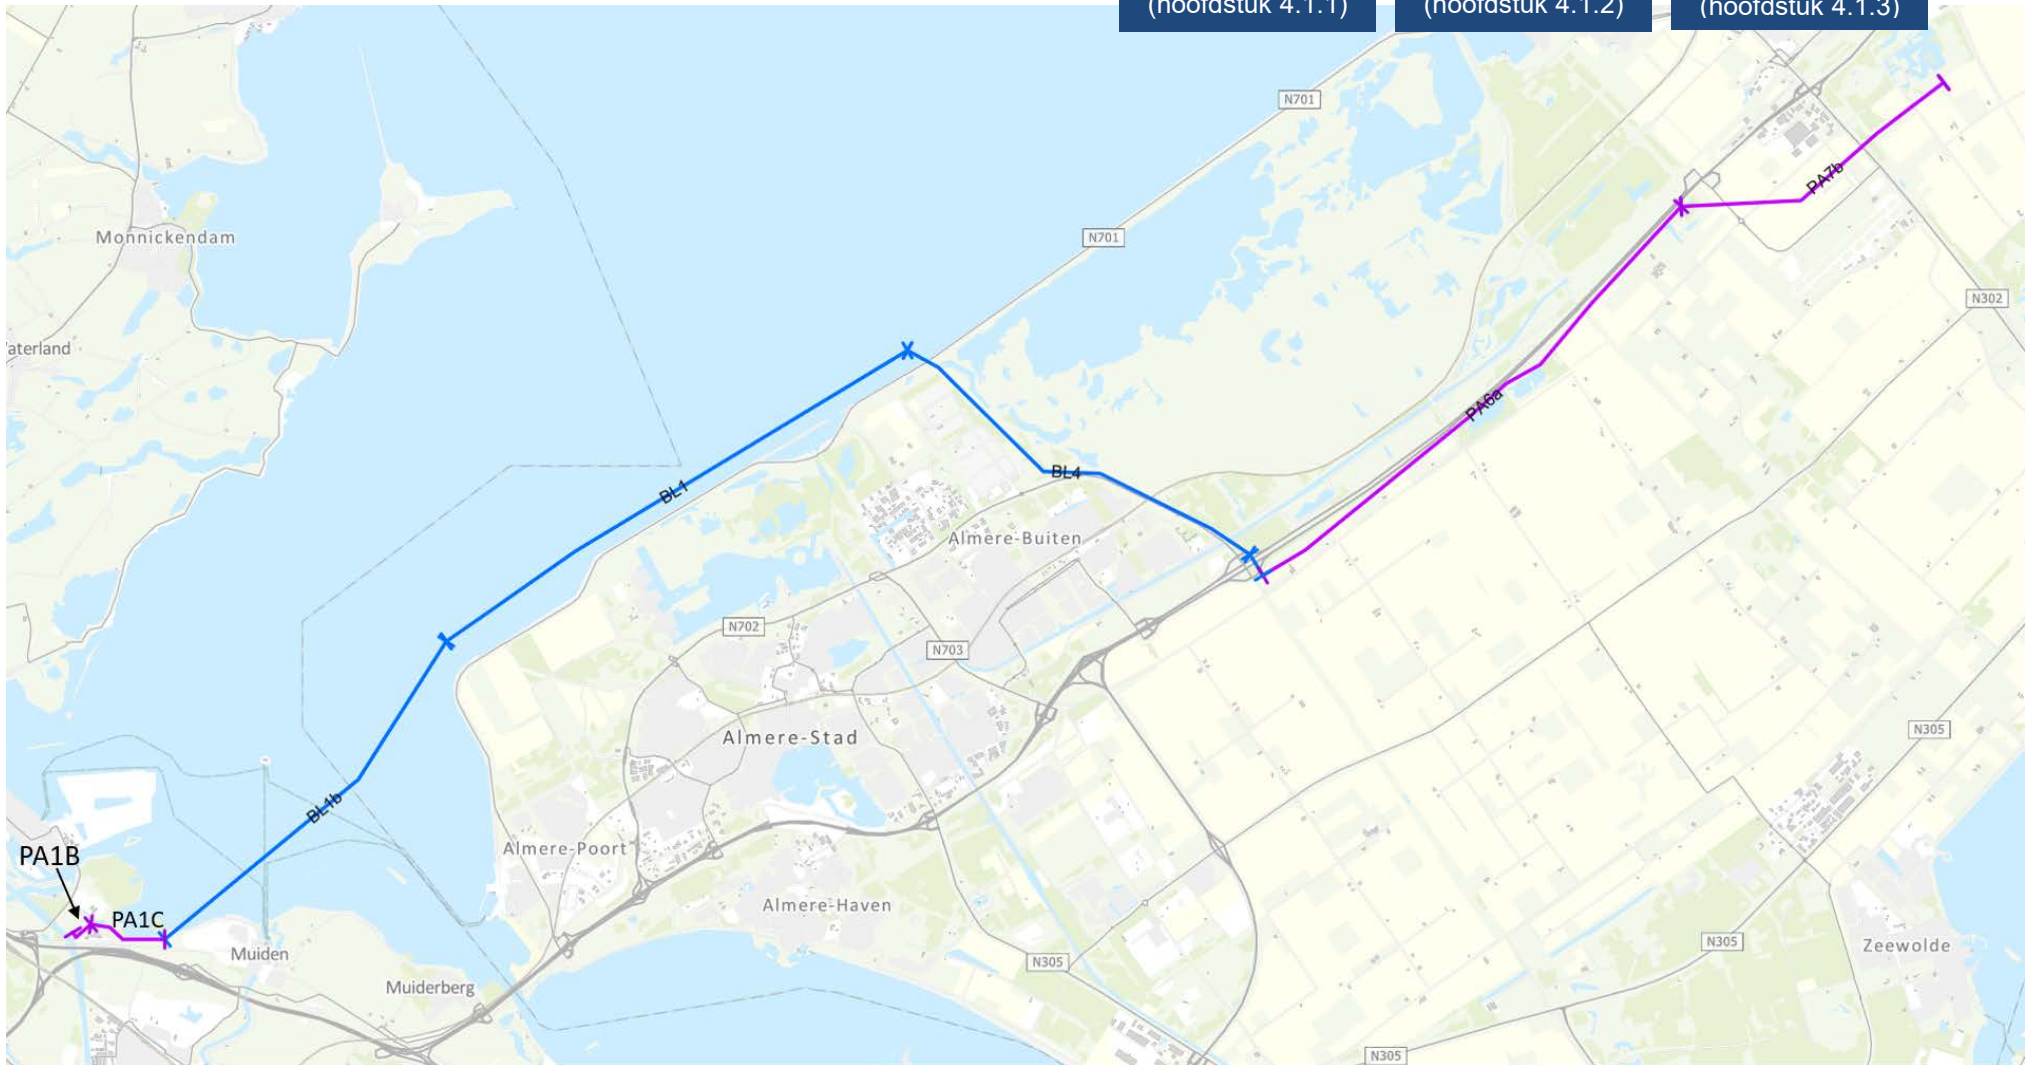 (hoofdstuk 4.1.1)
(hoofdstuk 4.1.2)
(hoofdstuk 4.1.3)
N701
PA7b
N701
Monnickendam
N302
aterland
PA6a
BL4
BL1
Almere-Buiten
N702
N703
N305
Almere-Stad
BL1b
Almere-Poort
PA1B
Almere-Haven
PA1C
N305
Zeewolde
Muiden
N305
Muiderberg
N305